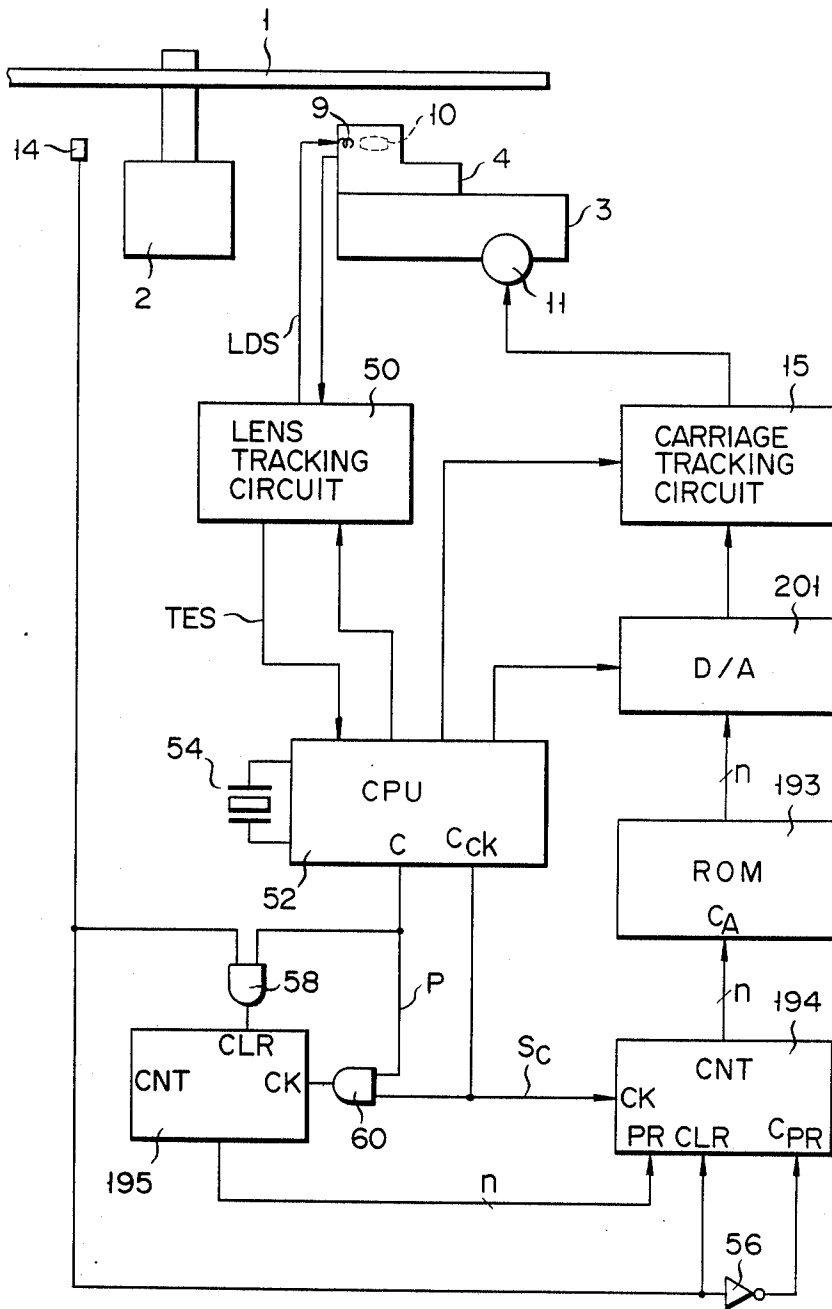 1
9
10
14
4
3
2
11
LDS
50
15
LENS
TRACKING
CIRCUIT
CARRIAGE
TRACKING
CIRCUIT
TES
201
D/A
54
n
193
CPU
C
CCK
52
ROM
CA
58
P
n
194
CLR
CNT
CK
SC
CNT
CK
60
PR
CLR
CPR
195
n
56